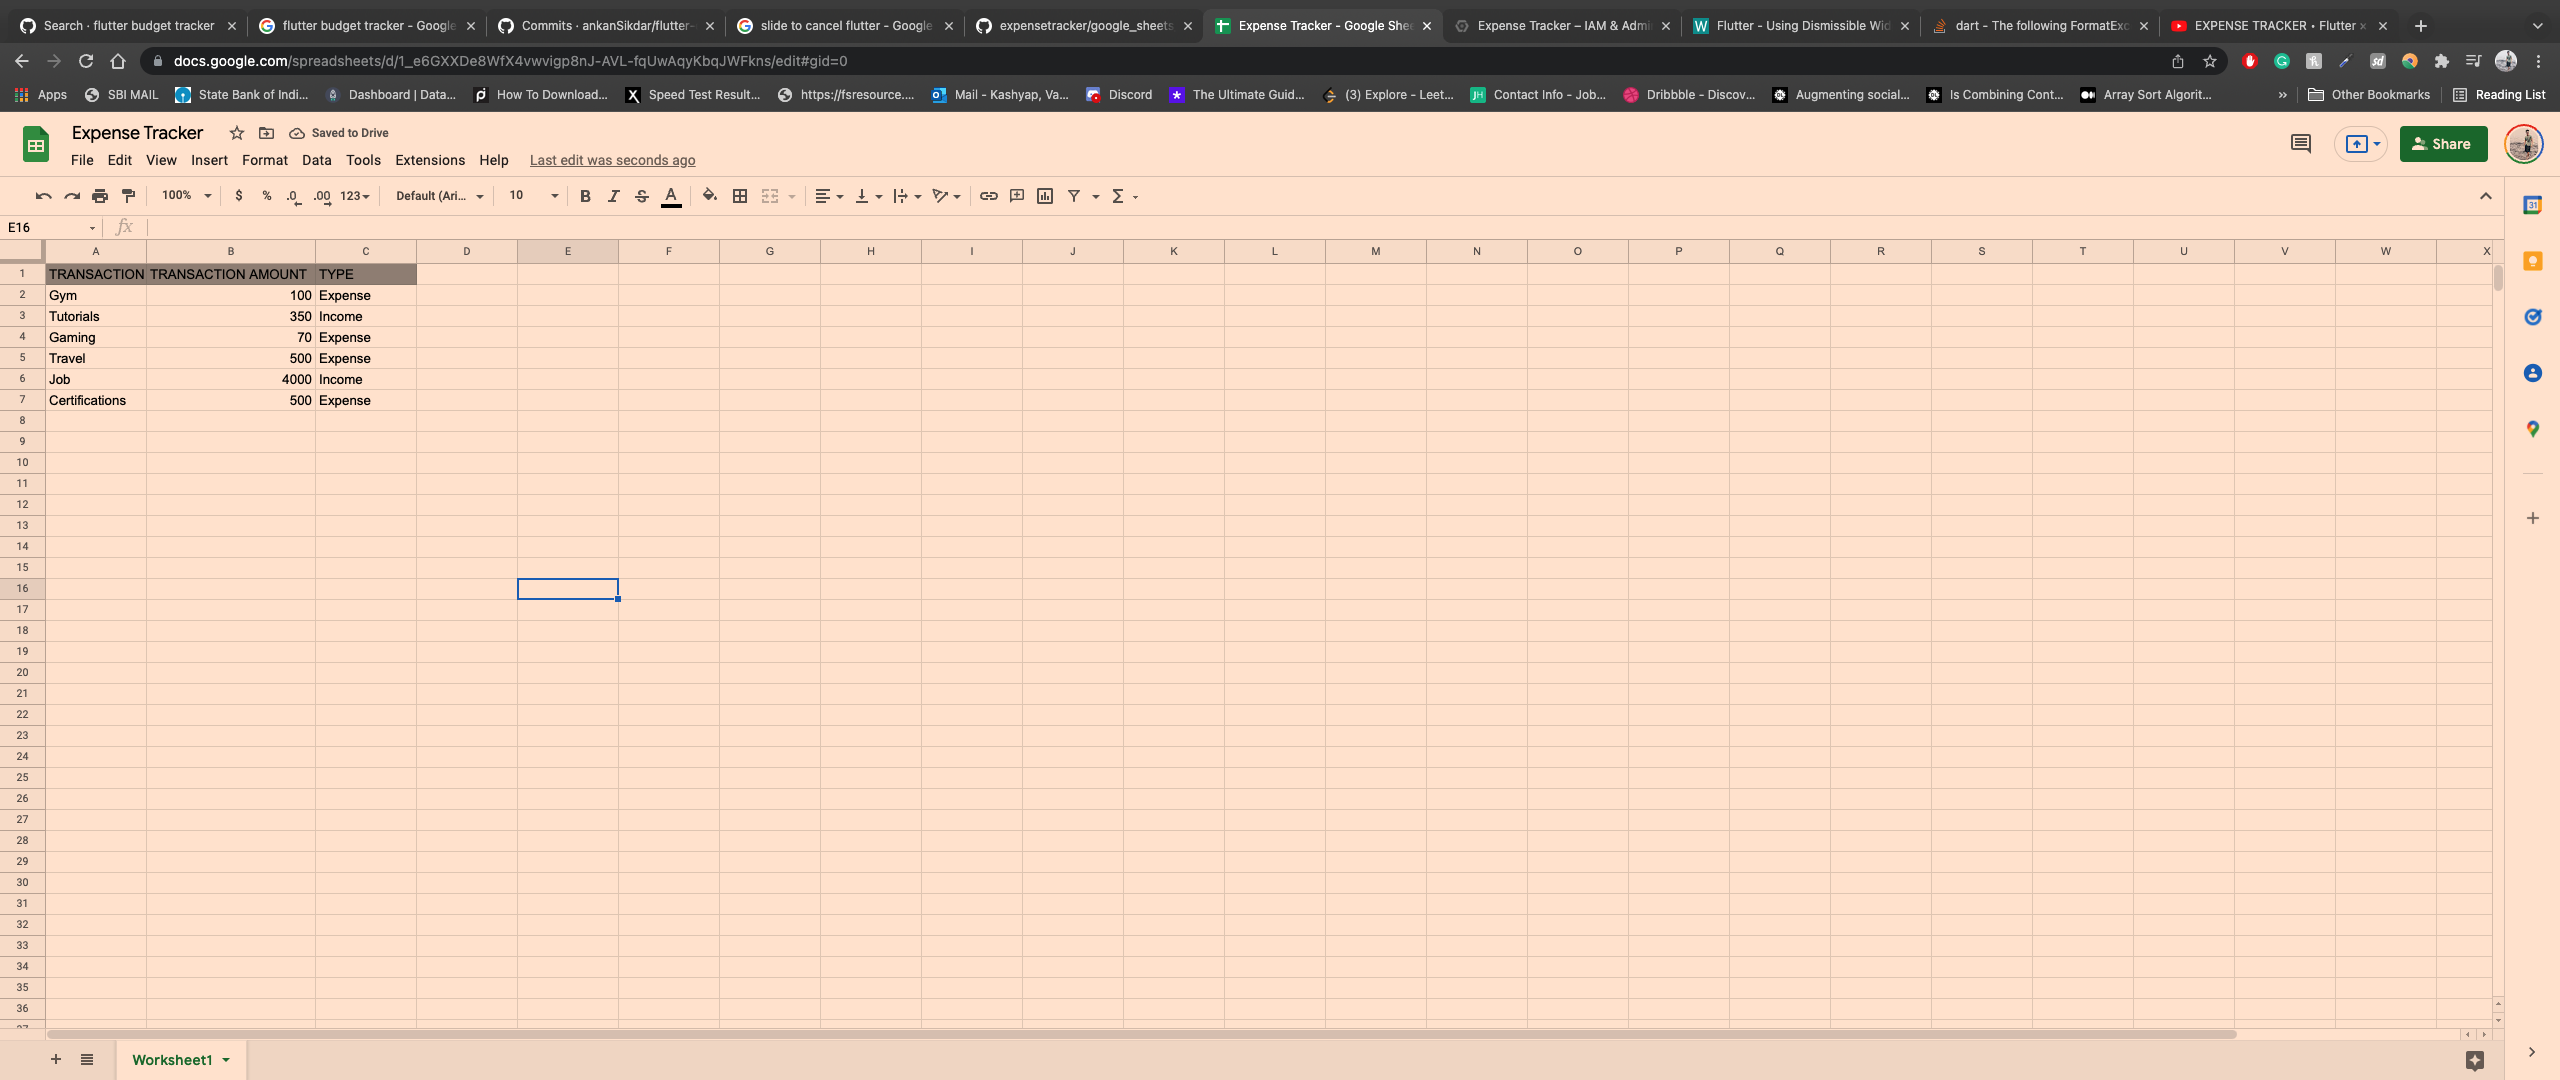 Search · flutter budget tracker
flutter budget tracker - Google
Commits · ankanSikdar/flutter-
slide to cancel flutter - Google
expensetracker/google_sheets
Expense Tracker - Google Shee
Expense Tracker – IAM & Admi
W Flutter - Using Dismissible Wid
dart - The following FormatExc
EXPENSE TRACKER • Flutter
docs.google.com/spreadsheets/d/1_e6GXXDe8WfX4vwvigp8nJ-AVL-fqUwAqyKbqJWFkns/edit#gid=0
Apps
SBI MAIL
State Bank of Indi...
Dashboard | Data...
How To Download...
X Speed Test Result...
https://fsresource....
Mail - Kashyap, Va...
Discord
The Ultimate Guid...
(3) Explore - Leet...
JH Contact Info - Job...
Dribbble - Discov...
Augmenting social...
Is Combining Cont...
Array Sort Algorit...
»
Other Bookmarks
Reading List
Expense Tracker
Saved to Drive
File Edit View Insert Format Data Tools Extensions Help Last edit was seconds ago
Share
100% $ % .0 .00 123 Default (Ari... 10 B I S A Σ
31
E16 fx
A B C D E F G H I J K L M N O P Q R S T U V W X
1 TRANSACTION TRANSACTION AMOUNT TYPE
2 Gym 100 Expense
3 Tutorials 350 Income
4 Gaming 70 Expense
5 Travel 500 Expense
6 Job 4000 Income
7 Certifications 500 Expense
8
9
10
11
12
13
14
15
16
17
18
19
20
21
22
23
24
25
26
27
28
29
30
31
32
33
34
35
36
37
Worksheet1